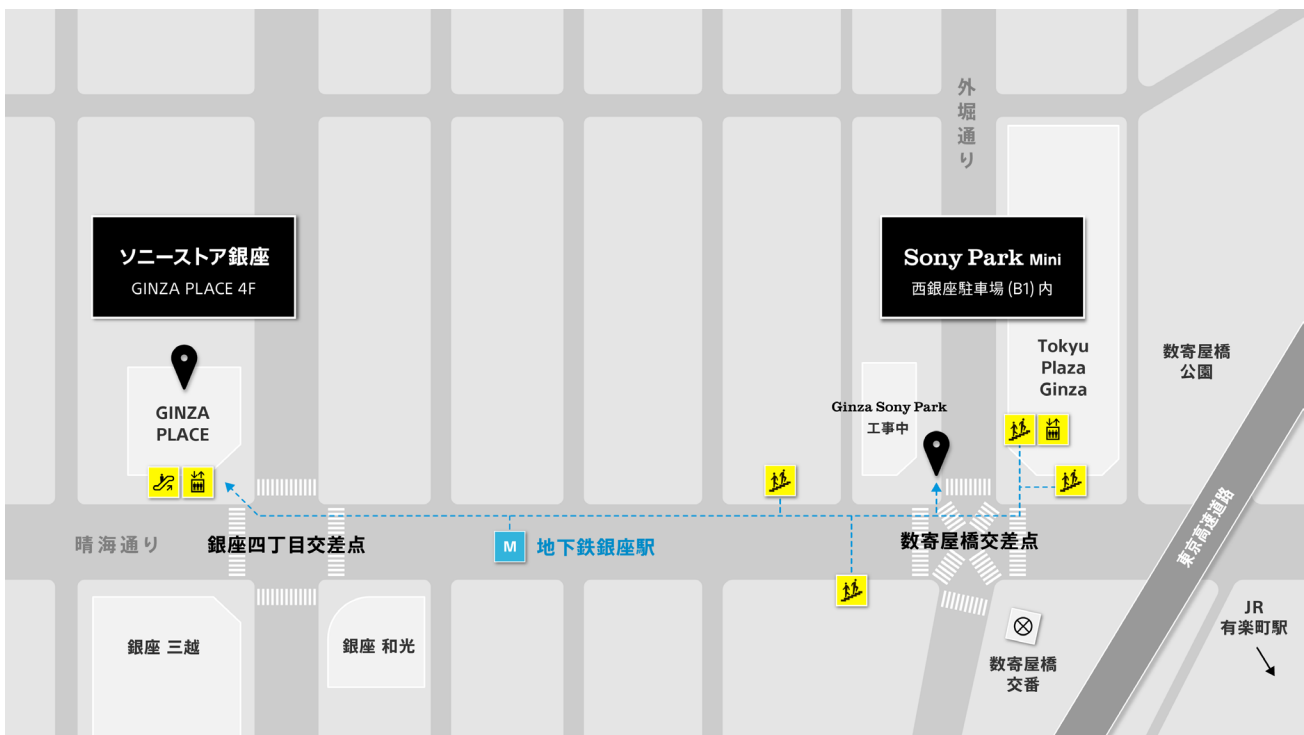 外堀通り
ソニーストア銀座
GINZA PLACE 4F
Sony Park Mini
西銀座駐車場 (B1) 内
Tokyu
Plaza
Ginza
数寄屋橋
公園
GINZA
PLACE
Ginza Sony Park
工事中
晴海通り
銀座四丁目交差点
M 地下鉄銀座駅
数寄屋橋交差点
東京高速道路
銀座 三越
銀座 和光
数寄屋橋
交番
JR
有楽町駅